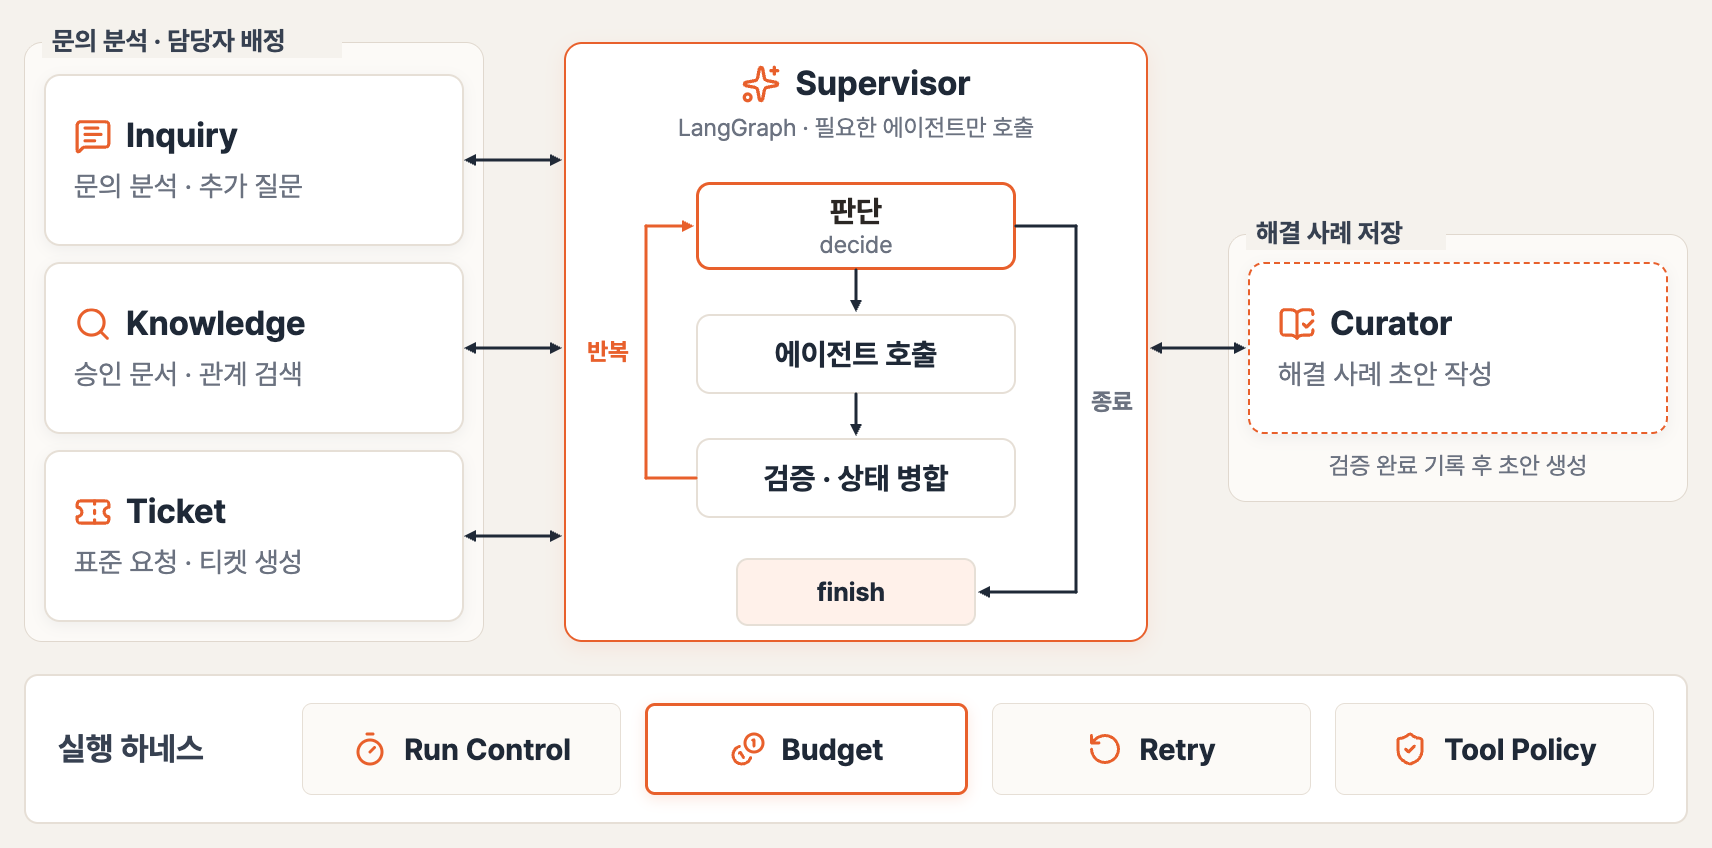 문의 분석 · 담당자 배정
Inquiry
문의 분석 · 추가 질문
Knowledge
승인 문서 · 관계 검색
Ticket
표준 요청 · 티켓 생성
Supervisor
LangGraph · 필요한 에이전트만 호출
판단
decide
에이전트 호출
반복
종료
검증 · 상태 병합
finish
해결 사례 저장
Curator
해결 사례 초안 작성
검증 완료 기록 후 초안 생성
실행 하네스
Run Control
Budget
Retry
Tool Policy